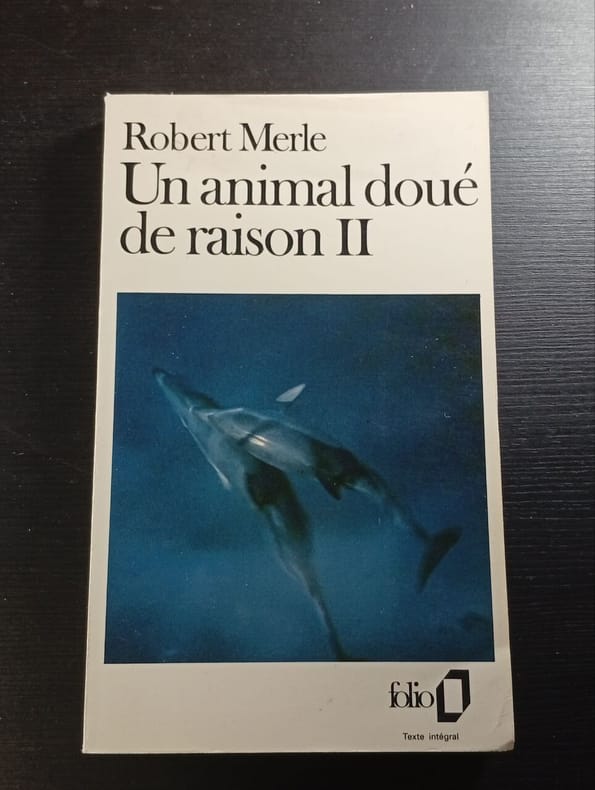 Robert Merle
Un animal doué
de raison II
folio
Texte intégral